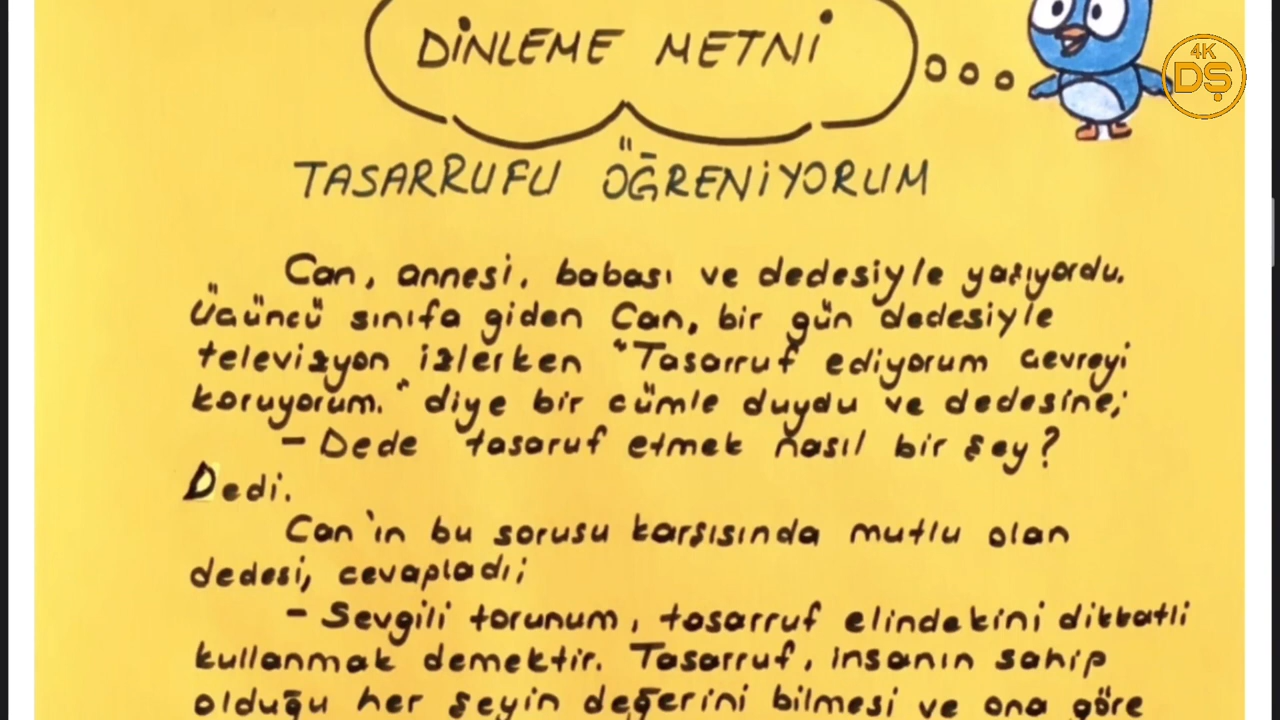 DİNLEME METNİ
4K
DŞ
TASARRUFU ÖĞRENİYORUM
Can, annesi, babası ve dedesiyle yaşıyordu.
Üçüncü sınıfa giden Can, bir gün dedesiyle
televizyon izlerken "Tasarruf ediyorum çevreyi
koruyorum." diye bir cümle duydu ve dedesine;
- Dede tasaruf etmek nasıl bir şey?
Dedi.
Can'ın bu sorusu karşısında mutlu olan
dedesi, cevapladı;
- Sevgili torunum, tasarruf elindekini dikkatli
kullanmak demektir. Tasarruf, insanın sahip
olduğu her şeyin değerini bilmesi ve ona göre